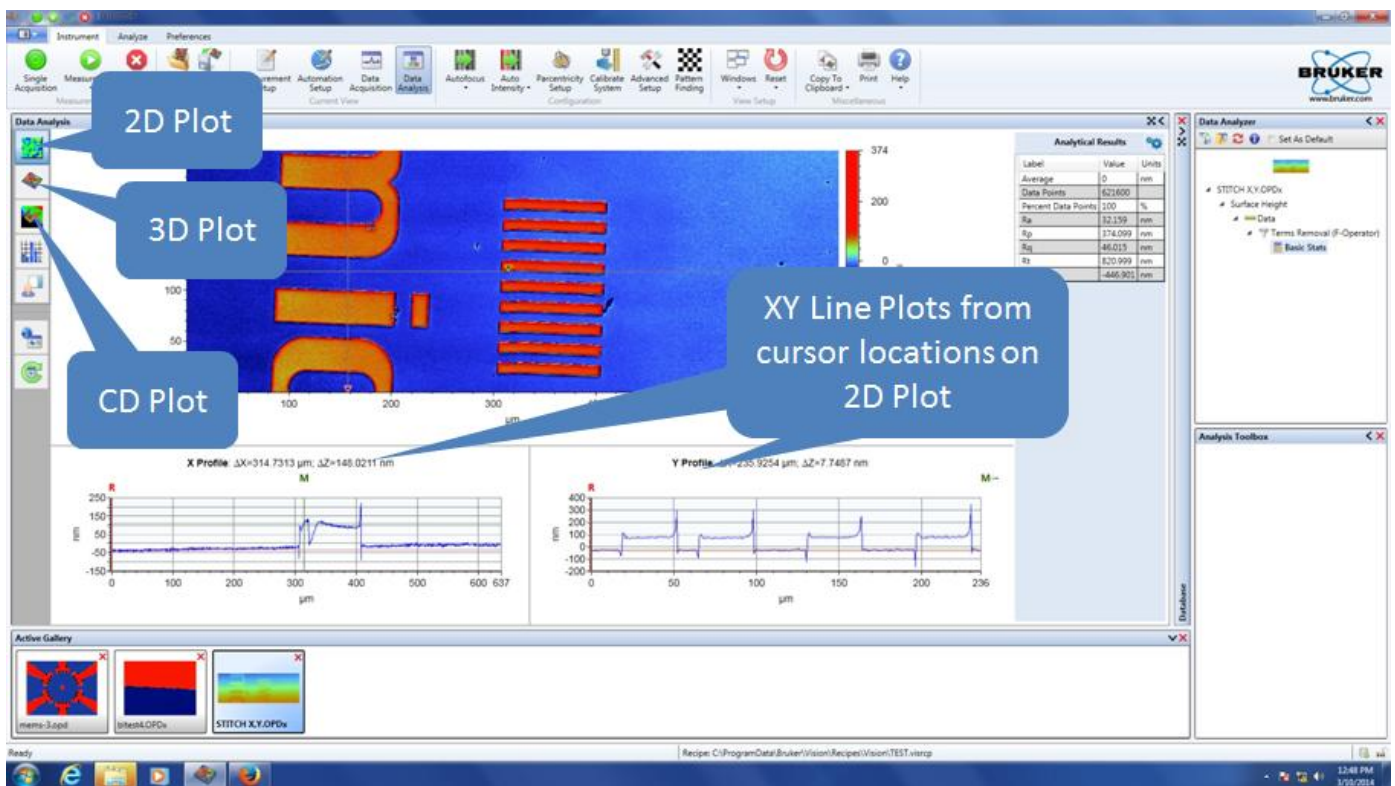 Instrument Analyze Preferences
Single Acquisition
Automation Setup
Data Acquisition
Data Analysis
Autofocus
Auto Intensity
Parcentricity Setup
Calibrate System
Advanced Setup
Pattern Finding
Windows
Reset
Copy To Clipboard
Print
Help
Current View
Configuration
View Setup
Miscellaneous
BRUKER
www.bruker.com
Data Analysis
2D Plot
3D Plot
CD Plot
XY Line Plots from
cursor locations on
2D Plot
374
200
0
100
50
100 200 300
µm
Analytical Results
Label Value Units
Average 0 nm
Data Points 621600
Percent Data Points 100 %
Ra 32.159 nm
Rp 374.099 nm
Rq 46.015 nm
Rt 820.999 nm
-446.901 nm
X Profile: ΔX=314.7313 µm; ΔZ=148.0211 nm
M
R
250
150
50
-50
-150
nm
0 100 200 300 400 500 600 637
µm
Y Profile: 235.9254 µm; ΔZ=7.7487 nm
M
R
400
300
200
100
0
-100
-200
nm
0 50 100 150 200 236
µm
Database
Data Analyzer
Set As Default
STITCH X,Y.OPDx
Surface Height
Data
Terms Removal (F-Operator)
Basic Stats
Analysis Toolbox
Active Gallery
mems-3.opd
bitest4.OPDx
STITCH X,Y.OPDx
Ready
Recipe: C:\ProgramData\Bruker\Vision\Recipes\Vision\TEST.visrcp
12:48 PM
3/10/2014